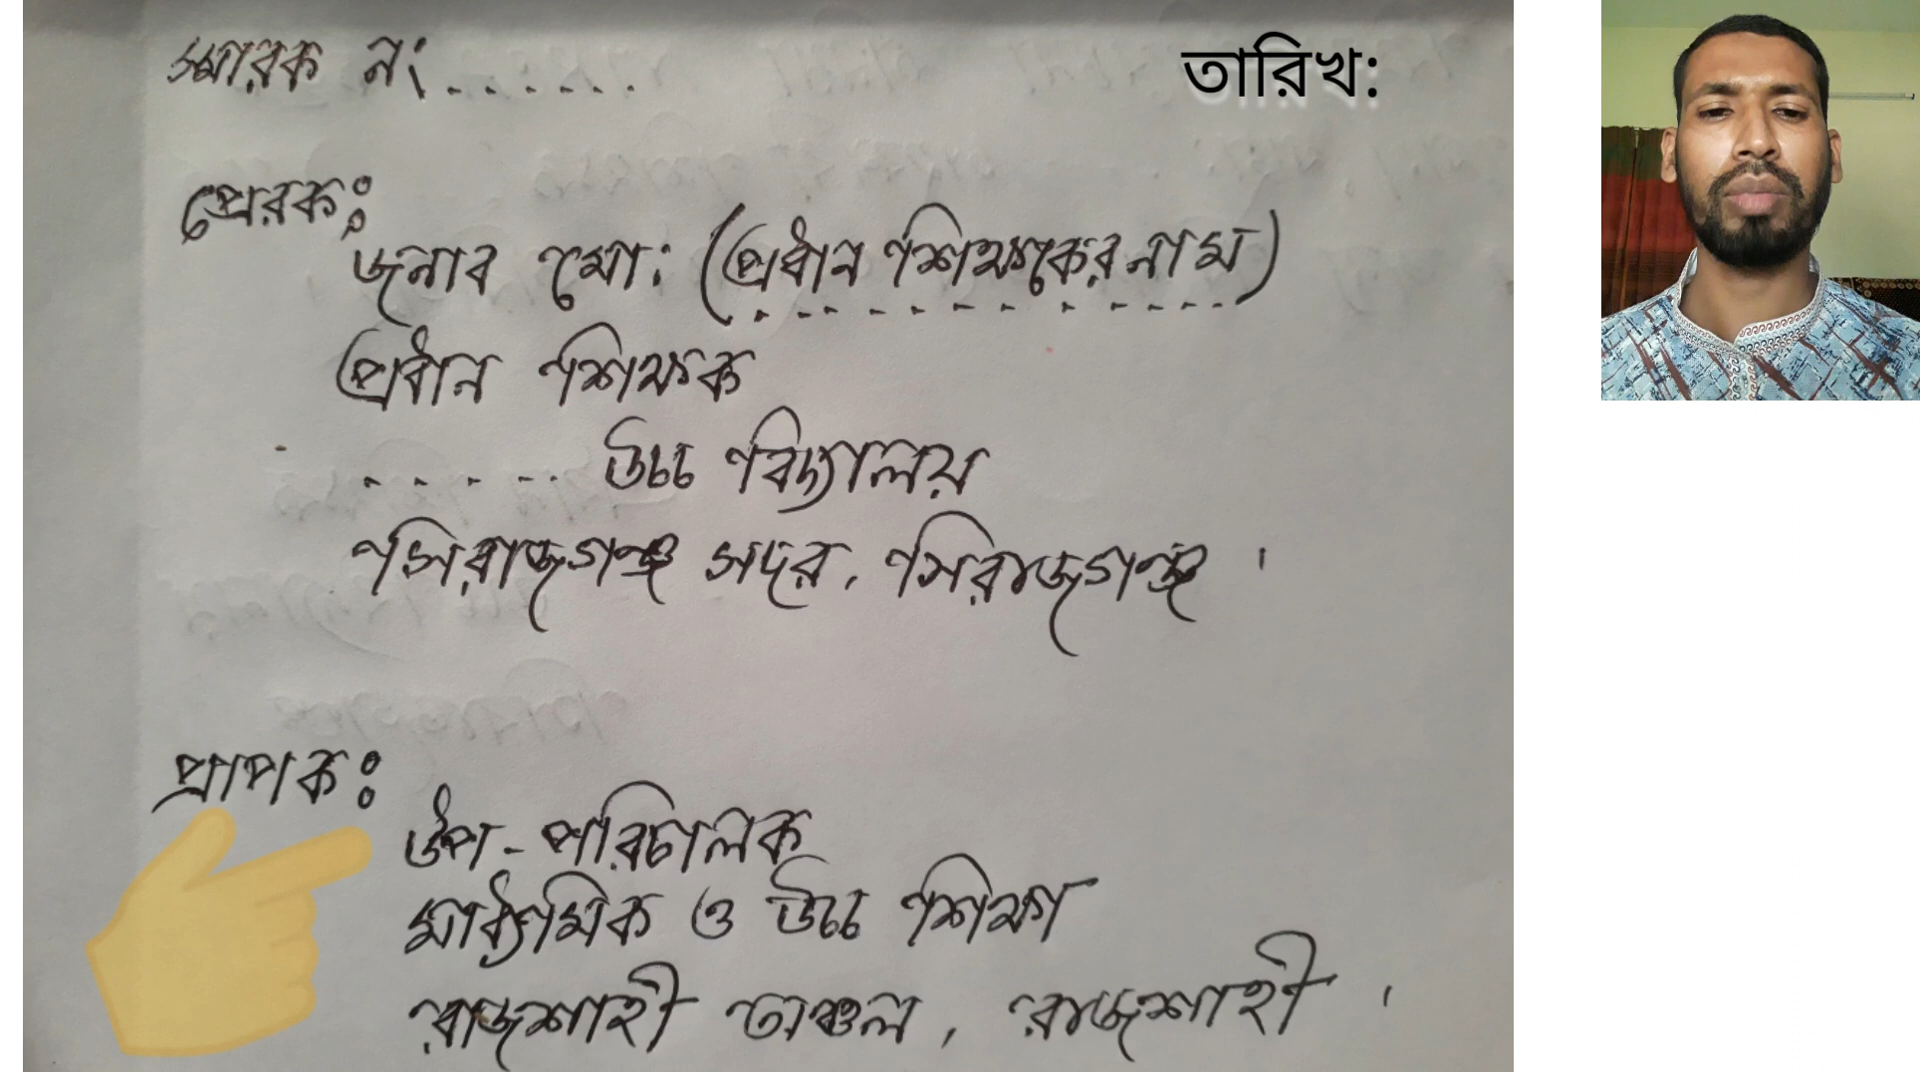 স্মারক নং.......
তারিখ:
প্রেরকঃ
জনাব মো: (প্রধান শিক্ষকের নাম)
প্রধান শিক্ষক
...... উচ্চ বিদ্যালয়
সিরাজগঞ্জ সদর, সিরাজগঞ্জ।
প্রাপকঃ
উপ-পরিচালক
মাধ্যমিক ও উচ্চ শিক্ষা
রাজশাহী অঞ্চল, রাজশাহী।